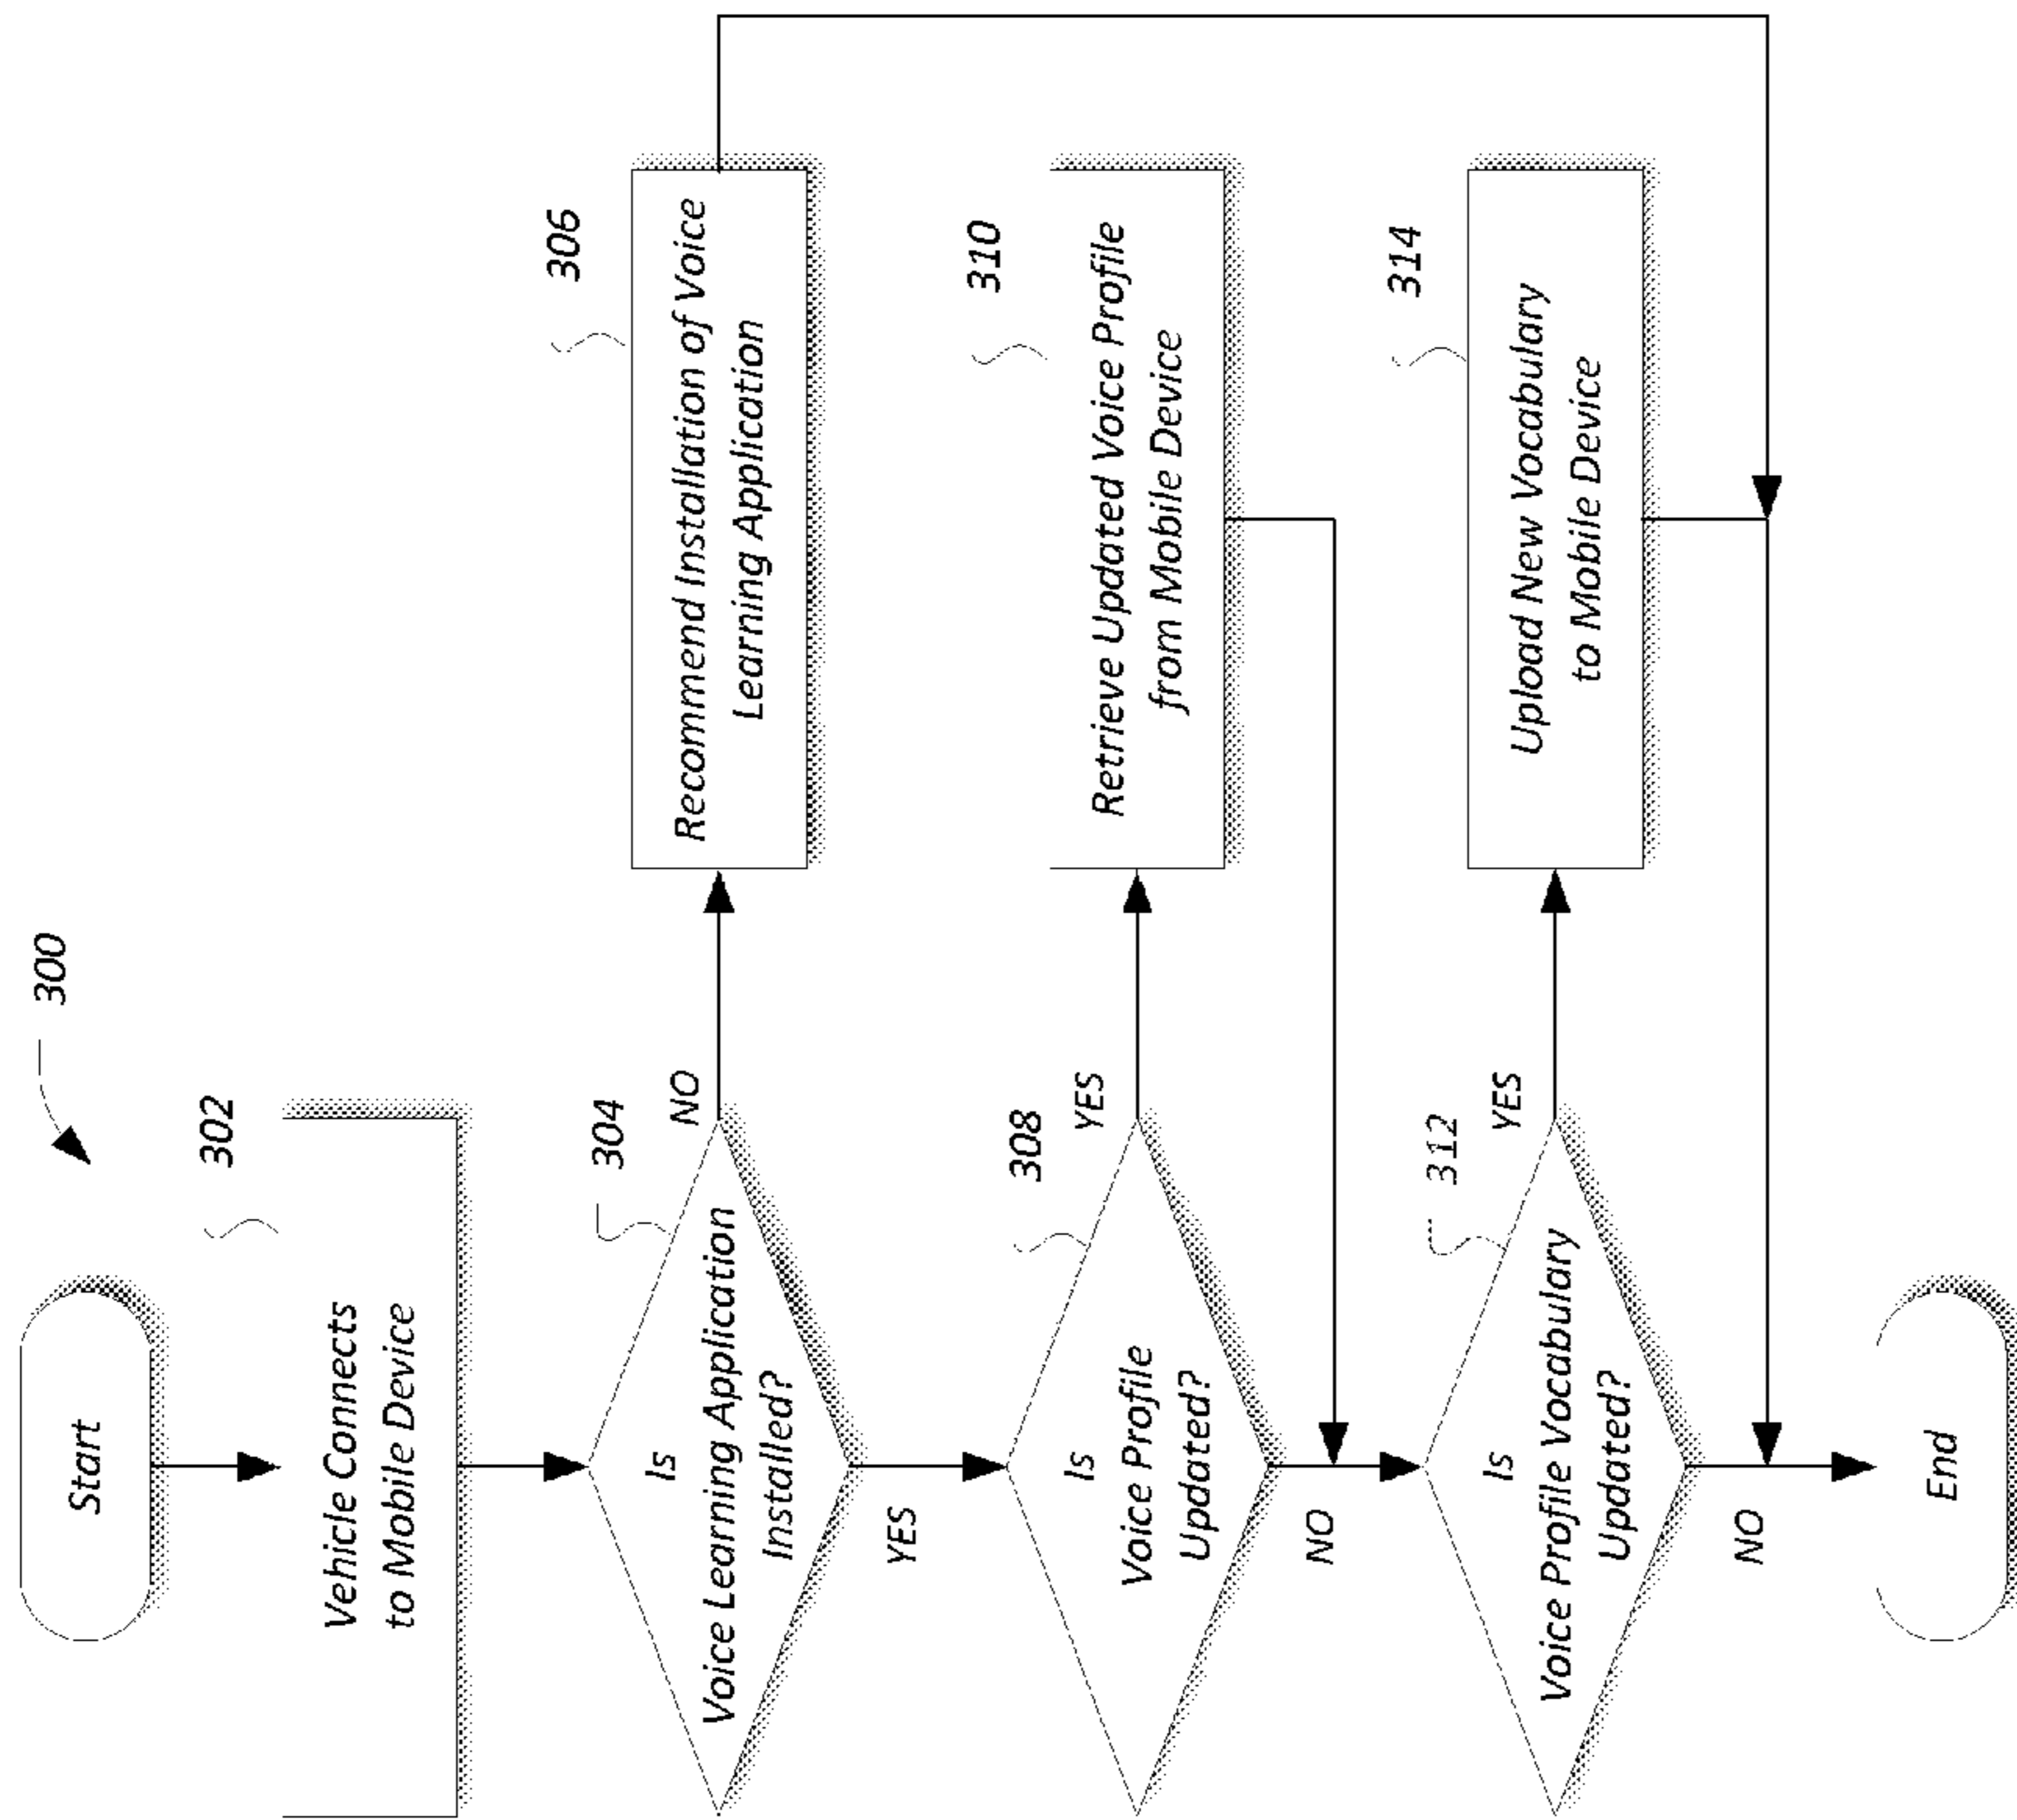 300
Start
302
Vehicle Connects
to Mobile Device
304
Is
Voice Learning Application
Installed?
NO
306
Recommend Installation of Voice
Learning Application
YES
308
Is
Voice Profile
Updated?
YES
310
Retrieve Updated Voice Profile
from Mobile Device
NO
312
Is
Voice Profile Vocabulary
Updated?
YES
314
Upload New Vocabulary
to Mobile Device
NO
End